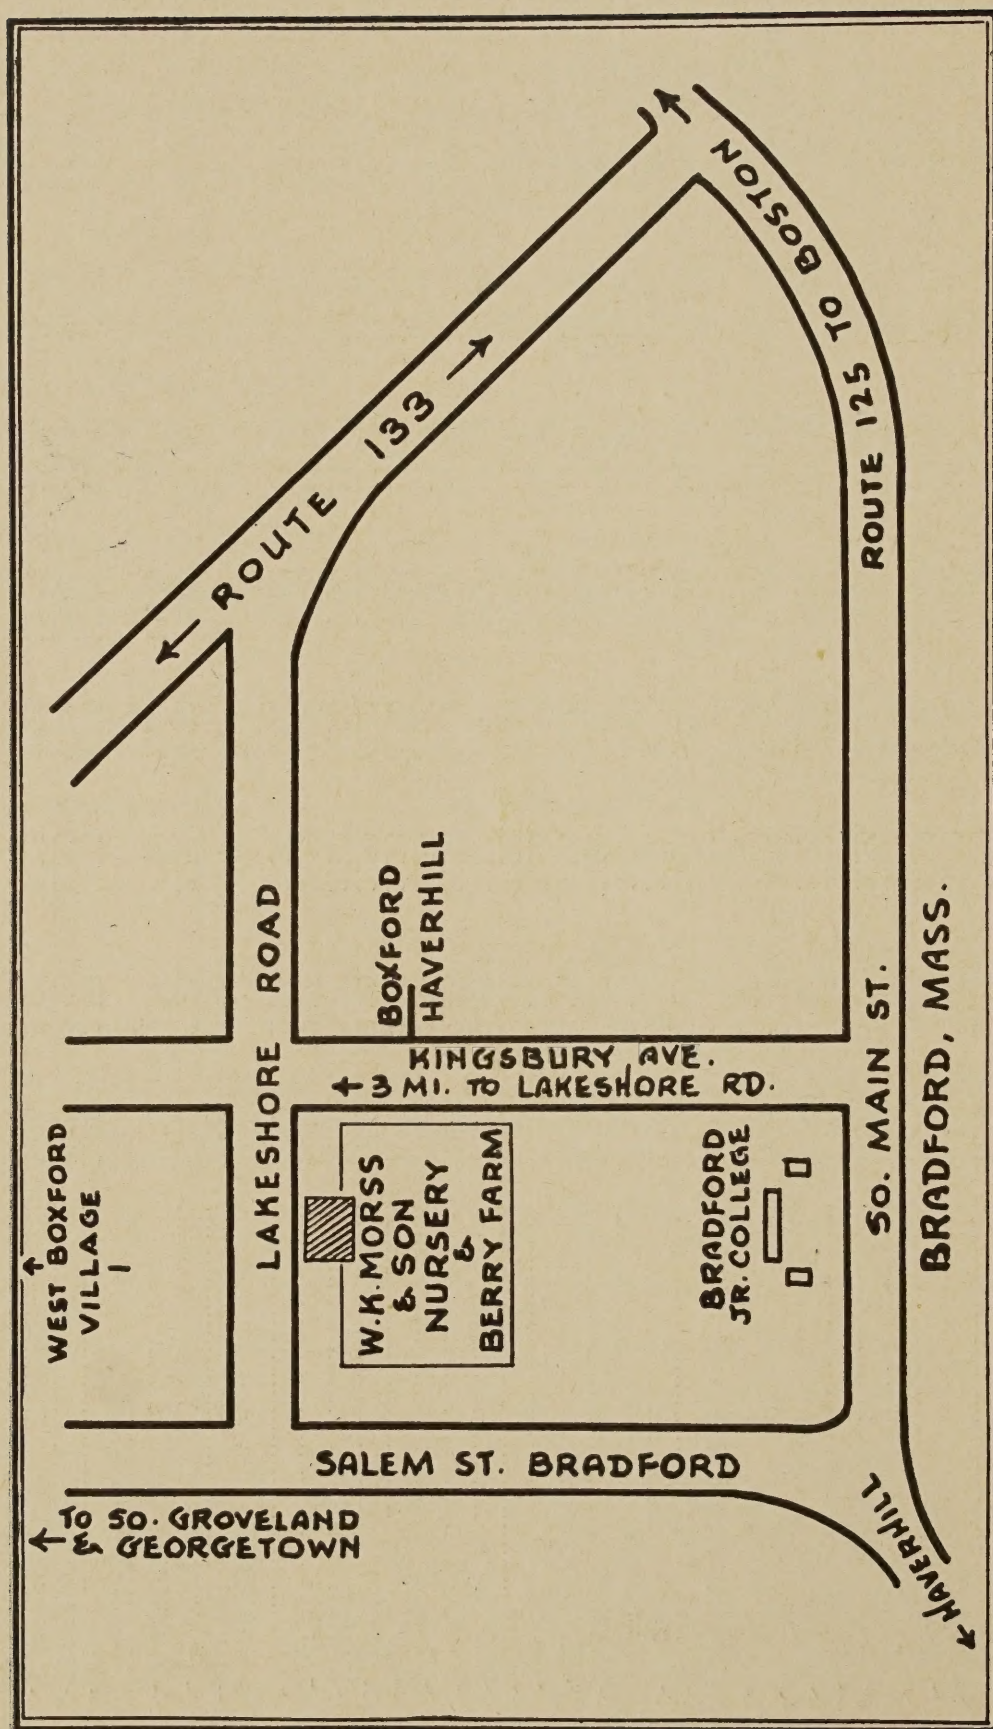 ROUTE 125 TO BOSTON
← ROUTE 133 →
LAKESHORE ROAD
BOXFORD
HAVERHILL
KINGSBURY AVE.
← 3 MI. TO LAKESHORE RD.
SO. MAIN ST.
BRADFORD, MASS.
WEST BOXFORD
VILLAGE
W.K. MORSS
& SON
NURSERY
&
BERRY FARM
BRADFORD
JR. COLLEGE
SALEM ST. BRADFORD
TO SO. GROVELAND
← & GEORGETOWN
← HAVERHILL